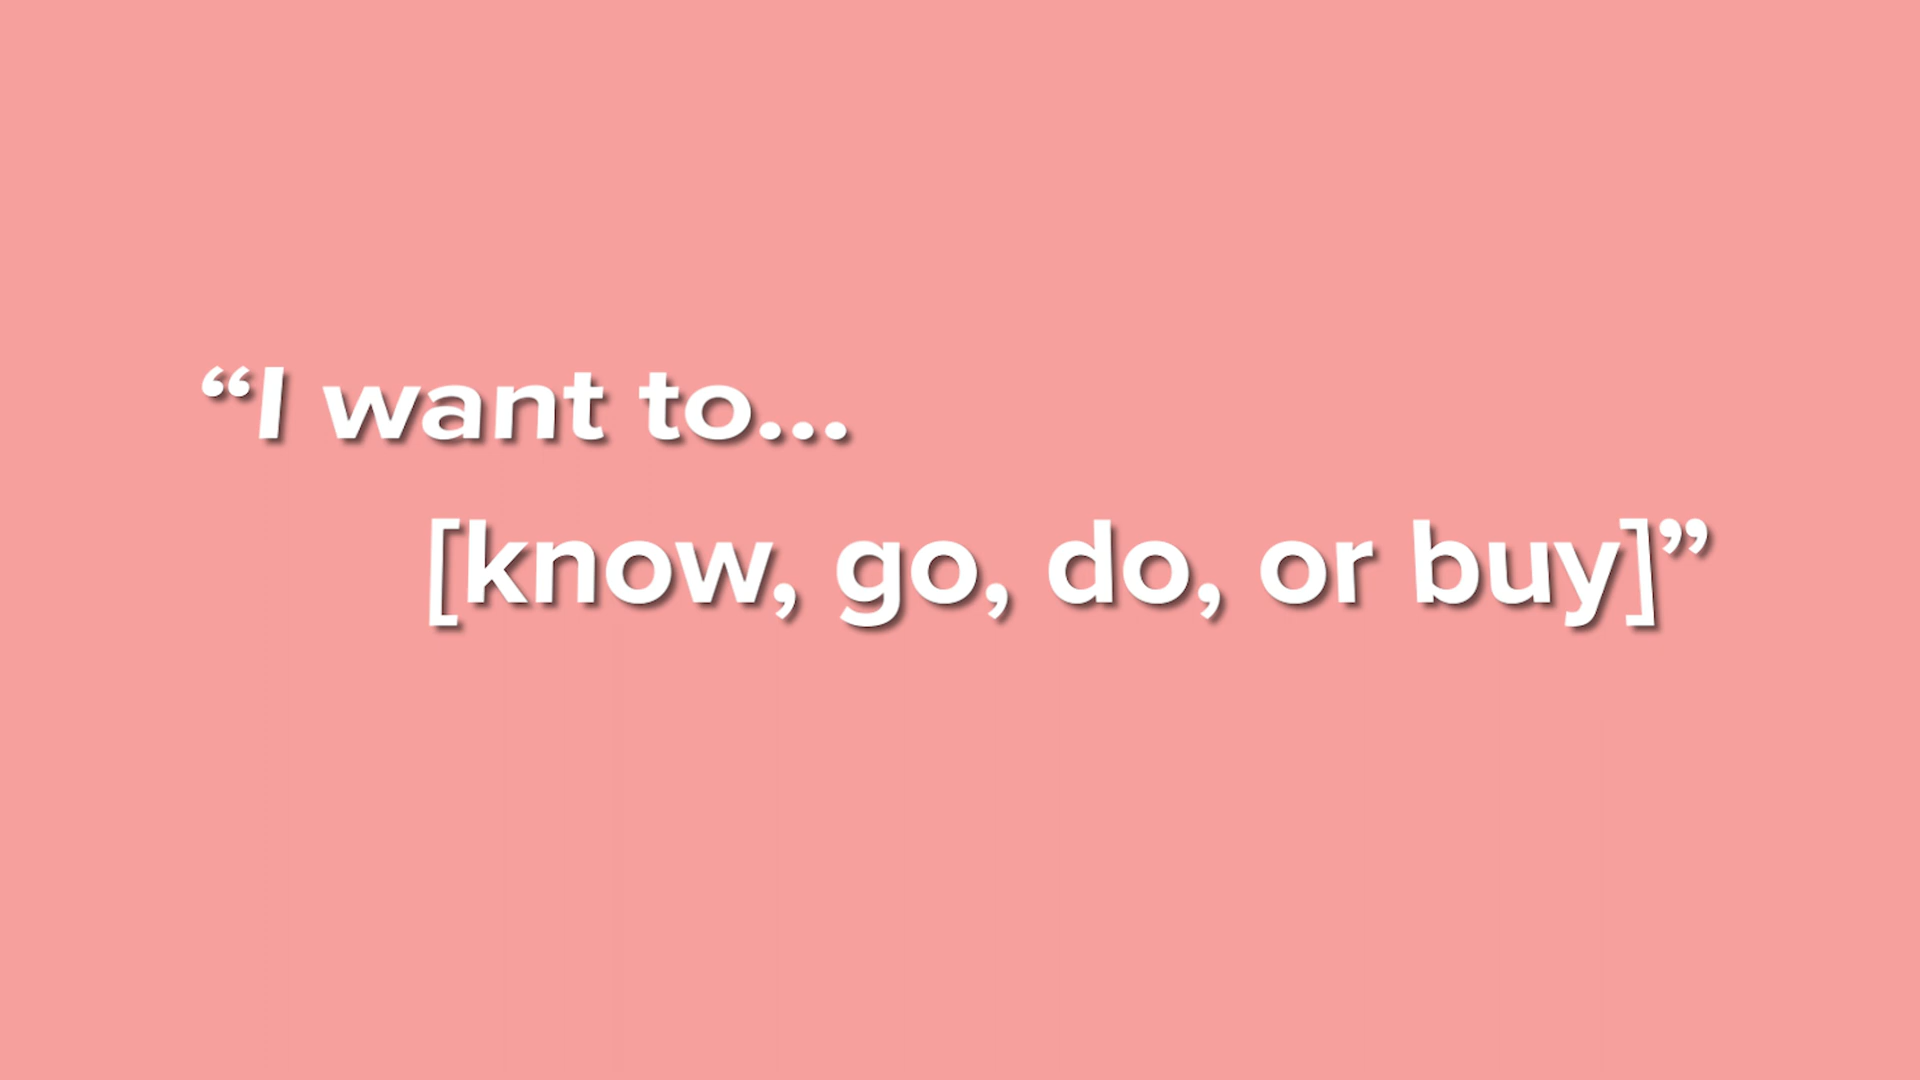 “I want to...
[know, go, do, or buy]”